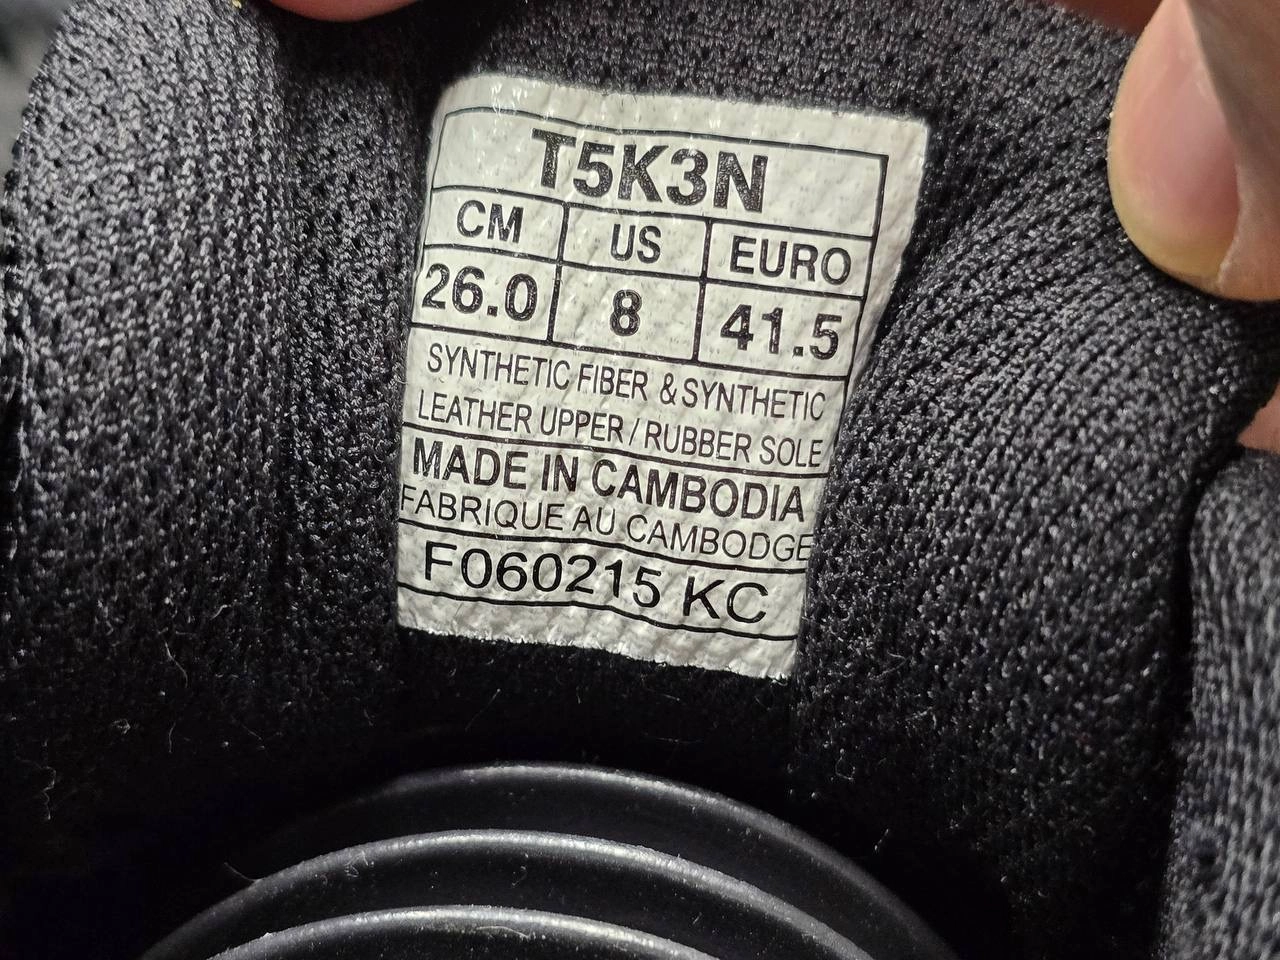 T5K3N
CM US EURO
26.0 8 41.5
SYNTHETIC FIBER & SYNTHETIC
LEATHER UPPER / RUBBER SOLE
MADE IN CAMBODIA
FABRIQUE AU CAMBODGE
F060215 KC